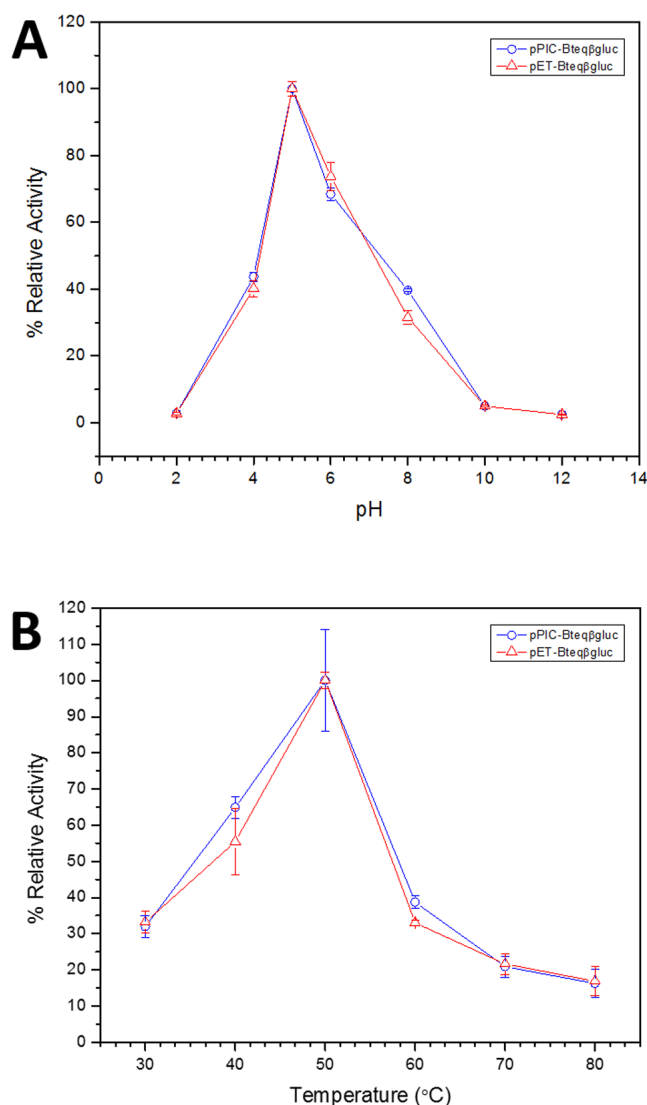 A
120
100
80
60
40
20
0
% Relative Activity
pPIC-Bteqβgluc
pET-Bteqβgluc
0 2 4 6 8 10 12 14
pH
B
120
110
100
90
80
70
60
50
40
30
20
10
0
% Relative Activity
pPIC-Bteqβgluc
pET-Bteqβgluc
30 40 50 60 70 80
Temperature (°C)